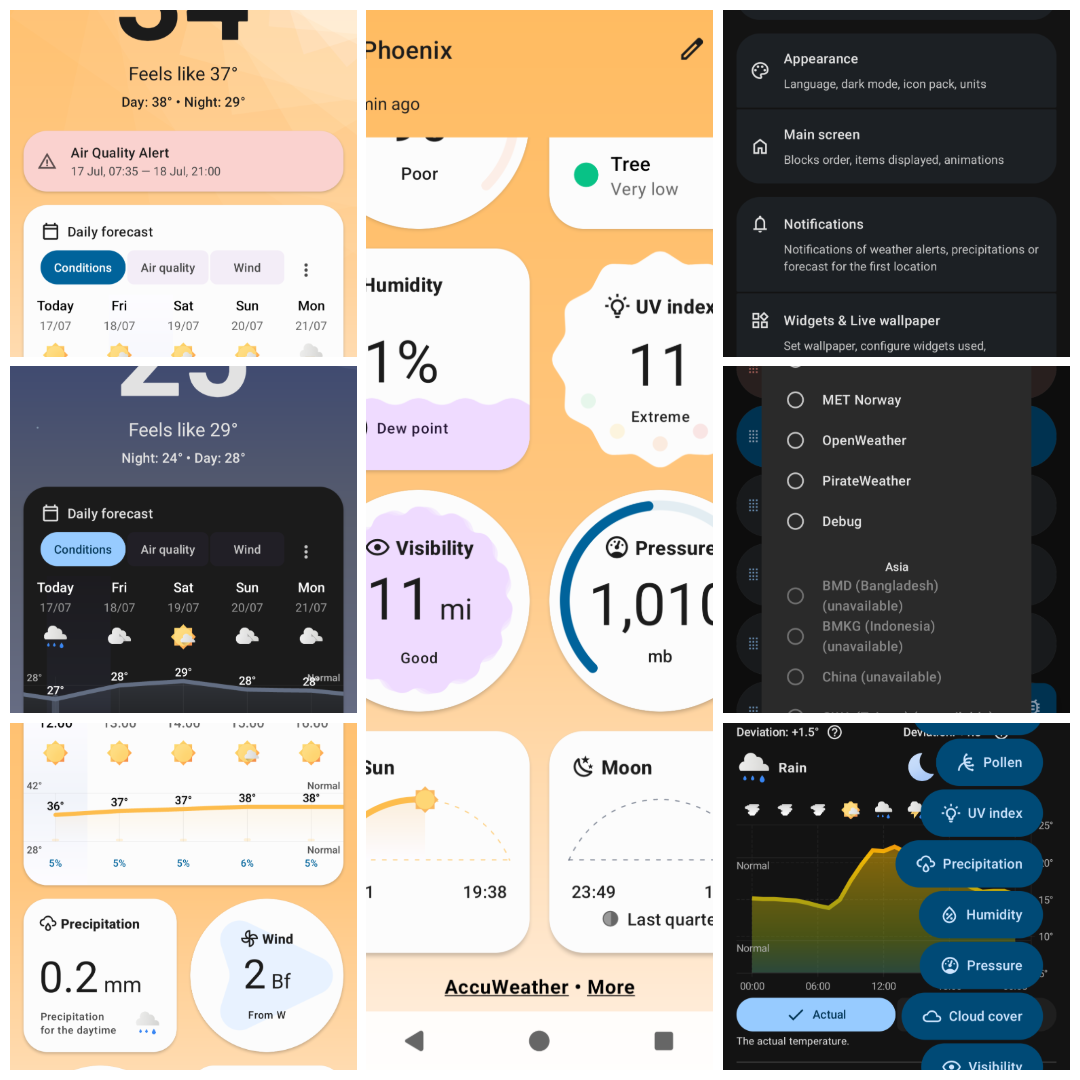 34
Feels like 37°
Day: 38° • Night: 29°
Air Quality Alert
17 Jul, 07:35 — 18 Jul, 21:00
Daily forecast
Conditions Air quality Wind
Today Fri Sat Sun Mon
17/07 18/07 19/07 20/07 21/07
25
Feels like 29°
Night: 24° • Day: 28°
Daily forecast
Conditions Air quality Wind
Today Fri Sat Sun Mon
17/07 18/07 19/07 20/07 21/07
28° 27° 28° 29° 28° 28° Normal
12:00 13:00 14:00 15:00 16:00
42° Normal
36° 37° 37° 38° 38°
28° Normal
5% 5% 5% 6% 5%
Precipitation
0.2 mm
Precipitation
for the daytime
Wind
2 Bf
From W
Phoenix
min ago
Poor
Tree
Very low
Humidity
1%
Dew point
UV index
11
Extreme
Visibility
11 mi
Good
Pressure
1,010
mb
Sun
1 19:38
Moon
23:49 1
Last quarte
AccuWeather • More
Appearance
Language, dark mode, icon pack, units
Main screen
Blocks order, items displayed, animations
Notifications
Notifications of weather alerts, precipitations or
forecast for the first location
Widgets & Live wallpaper
Set wallpaper, configure widgets used,
MET Norway
OpenWeather
PirateWeather
Debug
Asia
BMD (Bangladesh)
(unavailable)
BMKG (Indonesia)
(unavailable)
China (unavailable)
Deviation: +1.5°
Rain
Normal
Normal
25°
20°
15°
10°
5°
00:00 06:00 12:00
Actual
The actual temperature.
Pollen
UV index
Precipitation
Humidity
Pressure
Cloud cover
Visibility